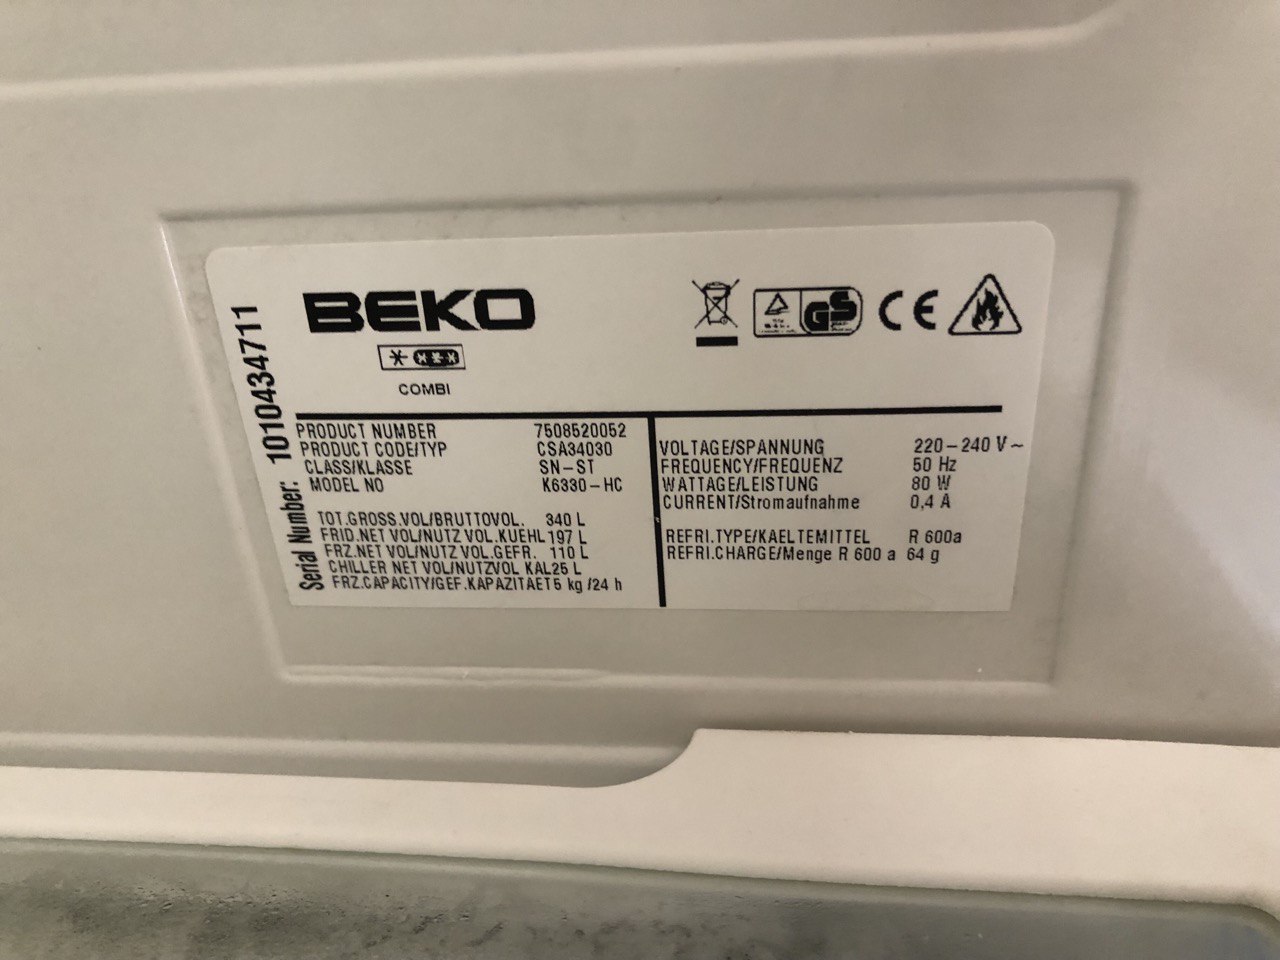 BEKO
COMBI
Serial Number: 1010434711
PRODUCT NUMBER 7508520052
PRODUCT CODE/TYP CSA34030
CLASS/KLASSE SN-ST
MODEL NO K6330-HC
TOT.GROSS.VOL/BRUTTOVOL. 340 L
FRID.NET VOL/NUTZ VOL.KUEHL 197 L
FRZ.NET VOL/NUTZ VOL.GEFR. 110 L
CHILLER NET VOL/NUTZVOL KAL25 L
FRZ.CAPACITY/GEF.KAPAZITAET5 kg /24 h
GS
CE
VOLTAGE/SPANNUNG 220-240 V~
FREQUENCY/FREQUENZ 50 Hz
WATTAGE/LEISTUNG 80 W
CURRENT/Stromaufnahme 0,4 A
REFRI.TYPE/KAELTEMITTEL R 600a
REFRI.CHARGE/Menge R 600 a 64 g